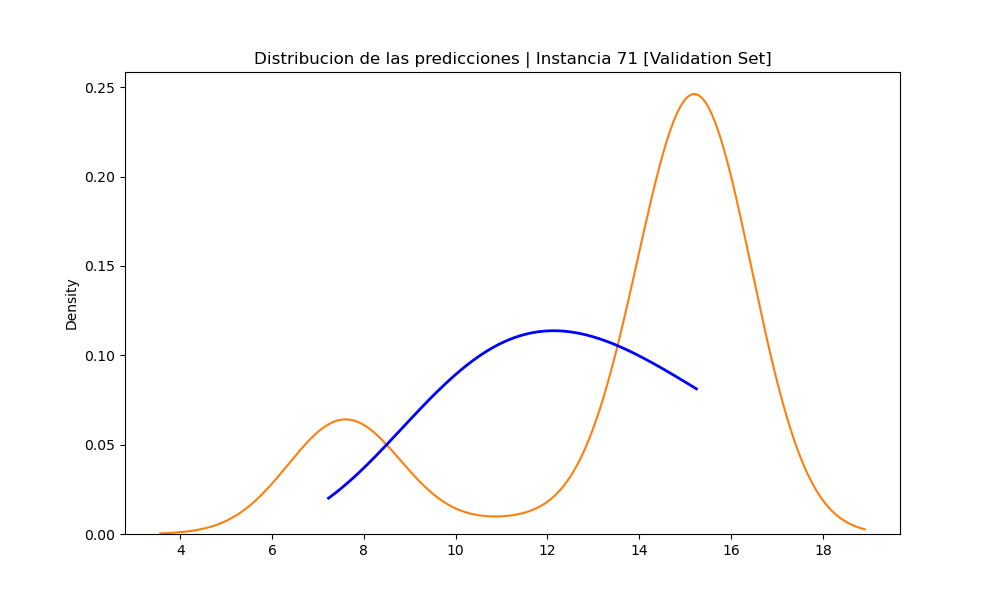 Distribucion de las predicciones | Instancia 71 [Validation Set]
Density
0.25
0.20
0.15
0.10
0.05
0.00
4 6 8 10 12 14 16 18